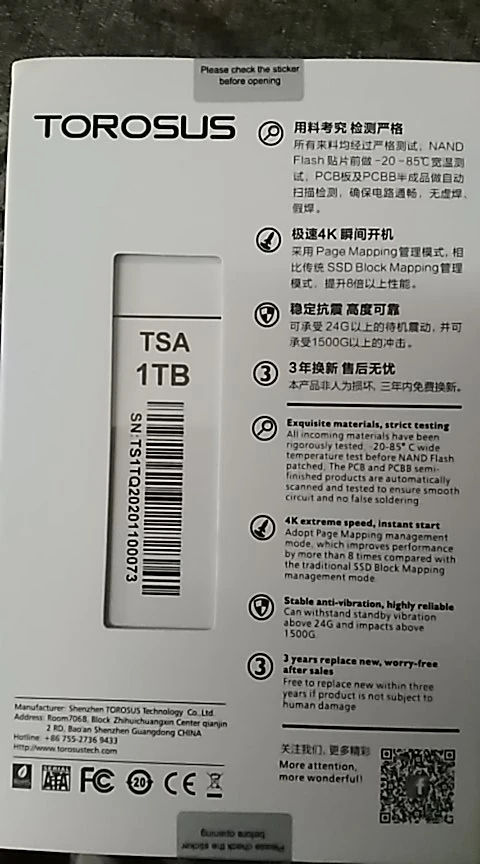 Please check the sticker
before opening
TOROSUS
TSA
1TB
SN:TS1TQ20201100073
用料考究 检测严格
所有来料均经过严格测试，NAND
Flash 贴片前做 -20 -85℃ 宽温测
试，PCB板及PCBB半成品做自动
扫描检测，确保电路通畅，无虚焊、
假焊。
极速4K 瞬间开机
采用 Page Mapping管理模式，相
比传统 SSD Block Mapping管理
模式，提升8倍以上性能。
稳定抗震 高度可靠
可承受 24G以上的待机震动，并可
承受1500G以上的冲击。
3
3年换新 售后无忧
本产品非人为损坏，三年内免费换新。
Exquisite materials, strict testing
All incoming materials have been
rigorously tested, -20-85° C wide
temperature test before NAND Flash
patched, The PCB and PCBB semi-
finished products are automatically
scanned and tested to ensure smooth
circuit and no false soldering.
4K extreme speed, instant start
Adopt Page Mapping management
mode, which improves performance
by more than 8 times compared with
the traditional SSD Block Mapping
management mode
Stable anti-vibration, highly reliable
Can withstand standby vibration
above 24G and impacts above
1500G.
3
3 years replace new, worry-free
after sales
Free to replace new within three
years if product is not subject to
human damage
Manufacturer: Shenzhen TOROSUS Technology Co.,Ltd.
Address: Room706B, Block Zhihuichuangxin Center qianjin
2 RD, Bao'an Shenzhen Guangdong CHINA
Hotline: +86 755-2736 9433
Http://www.torosustech.com
RoHS
SERIAL
ATA
FC
20
CE
关注我们，更多精彩
More attention,
more wonderful!
Please check the sticker
before opening